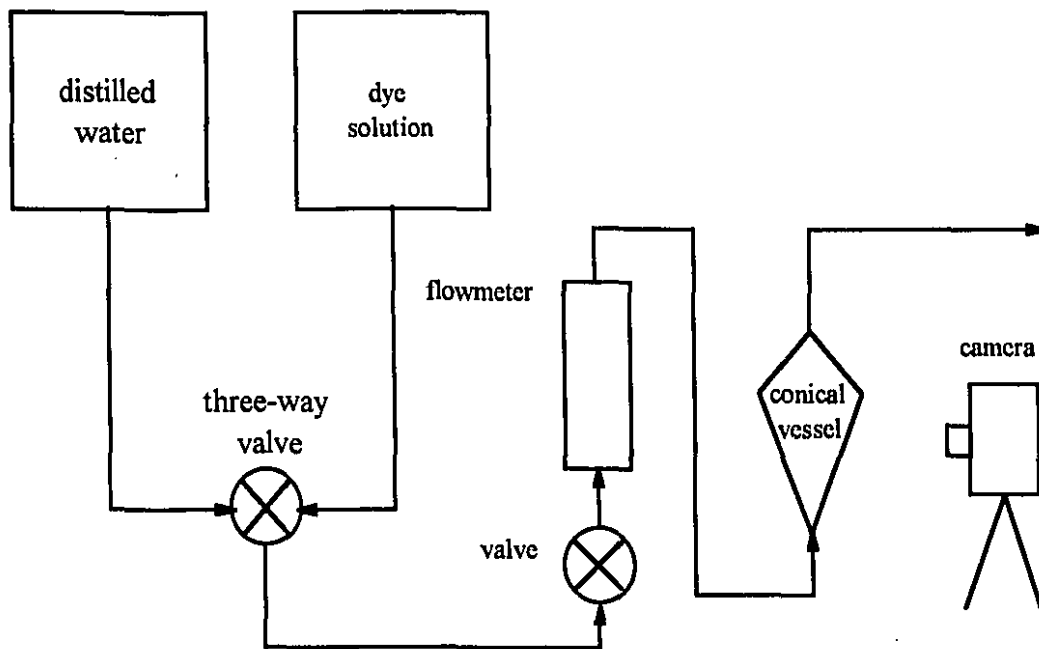 distilled
water
dye
solution
flowmeter
camera
conical
vessel
three-way
valve
valve